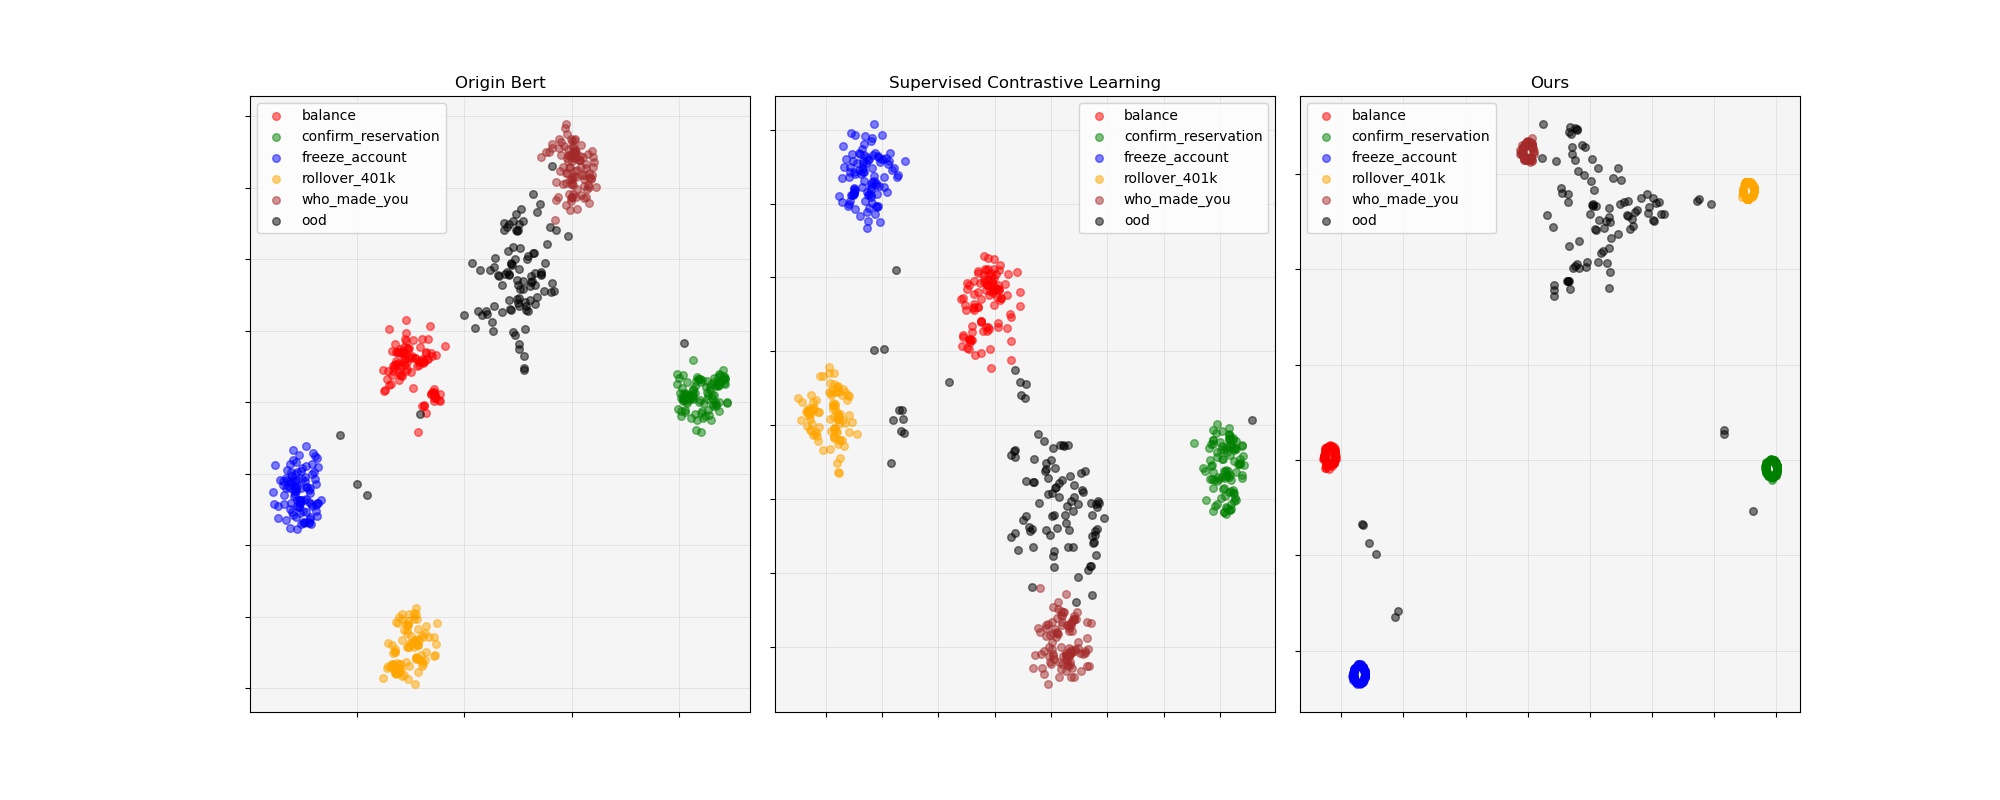 Origin Bert
balance
confirm_reservation
freeze_account
rollover_401k
who_made_you
ood
Supervised Contrastive Learning
balance
confirm_reservation
freeze_account
rollover_401k
who_made_you
ood
Ours
balance
confirm_reservation
freeze_account
rollover_401k
who_made_you
ood